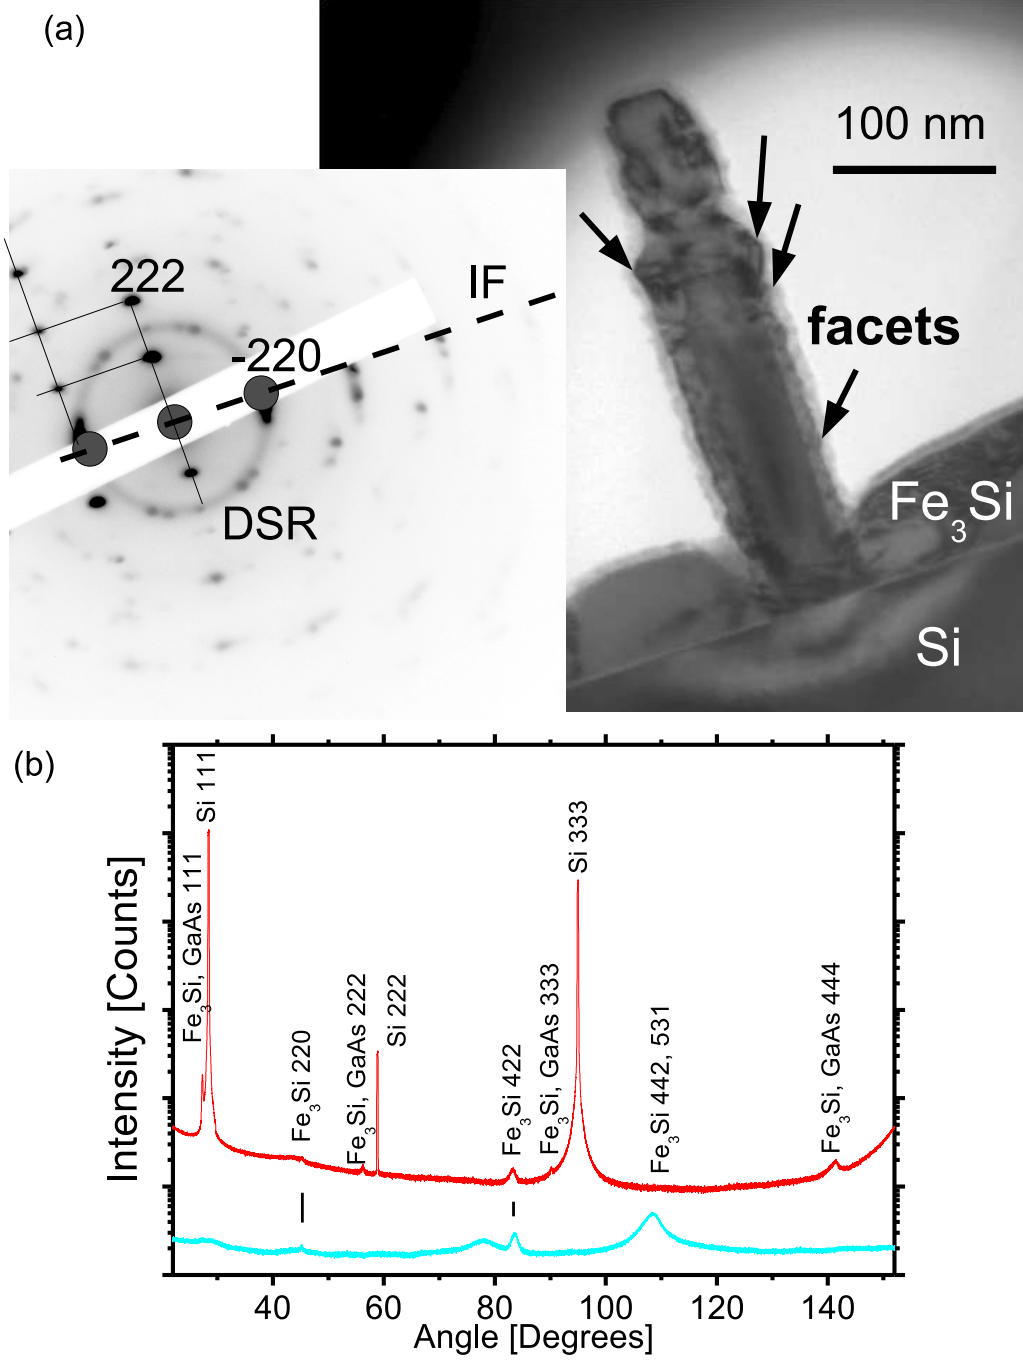 (a)
100 nm
222
IF
-220
facets
DSR
Fe3Si
Si
(b)
Intensity [Counts]
Fe3Si, GaAs 111
Si 111
Fe3Si 220
Fe3Si, GaAs 222
Si 222
Fe3Si 422
Fe3Si, GaAs 333
Si 333
Fe3Si 442, 531
Fe3Si, GaAs 444
40 60 80 100 120 140
Angle [Degrees]